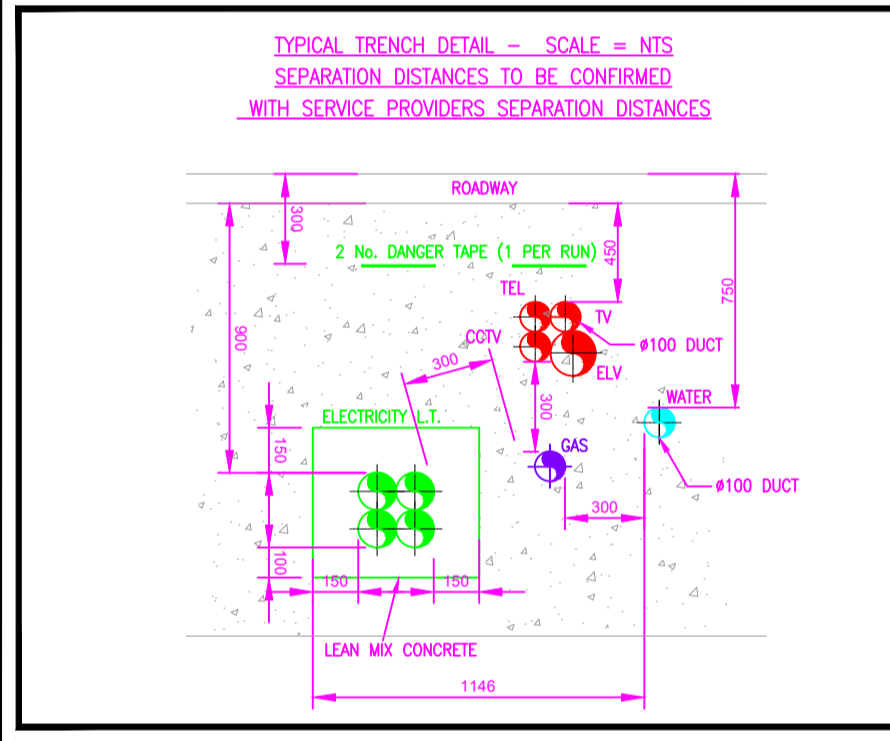 TYPICAL TRENCH DETAIL - SCALE = NTS
SEPARATION DISTANCES TO BE CONFIRMED
WITH SERVICE PROVIDERS SEPARATION DISTANCES
ROADWAY
300
450
750
2 No. DANGER TAPE (1 PER RUN)
TEL
TV
900
CCTV
ø100 DUCT
300
ELV
WATER
300
ELECTRICITY L.T.
150
GAS
ø100 DUCT
300
100
150
150
LEAN MIX CONCRETE
1146